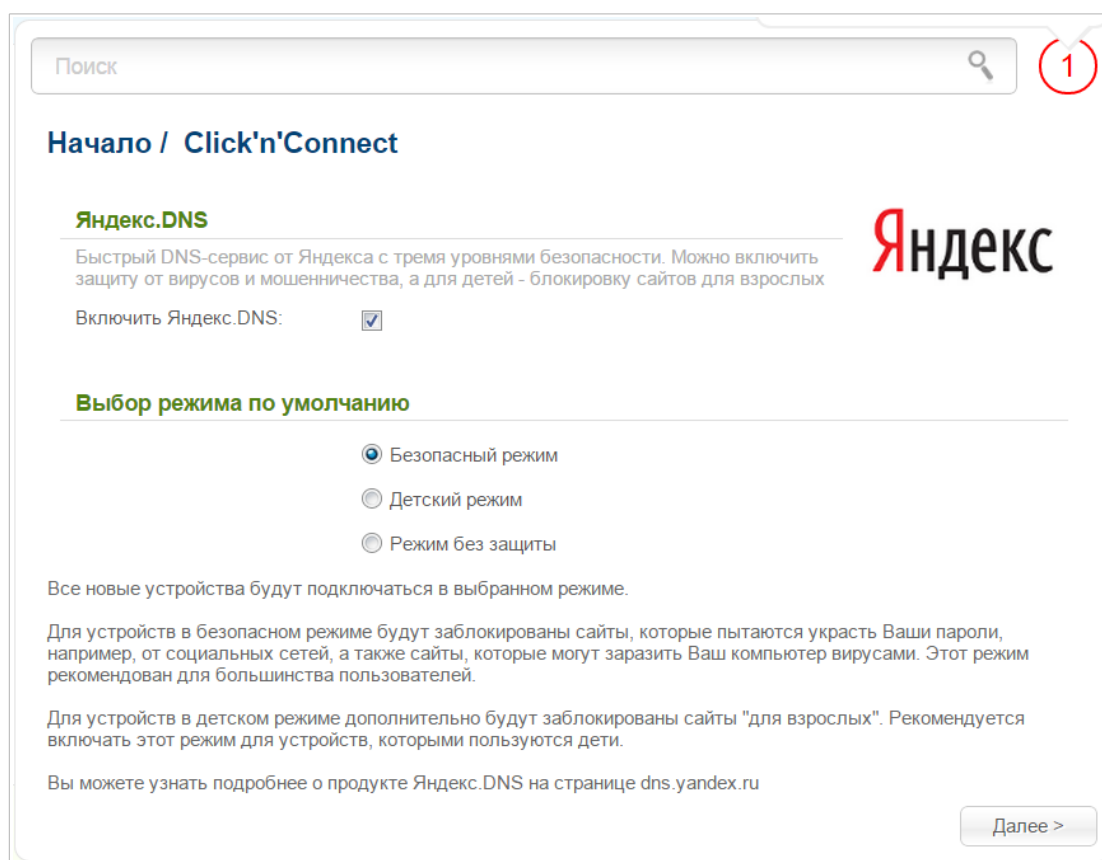 Поиск
1
Начало / Click'n'Connect
Яндекс.DNS
Яндекс
Быстрый DNS-сервис от Яндекса с тремя уровнями безопасности. Можно включить
защиту от вирусов и мошенничества, а для детей - блокировку сайтов для взрослых
Включить Яндекс.DNS:
Выбор режима по умолчанию
Безопасный режим
Детский режим
Режим без защиты
Все новые устройства будут подключаться в выбранном режиме.
Для устройств в безопасном режиме будут заблокированы сайты, которые пытаются украсть Ваши пароли,
например, от социальных сетей, а также сайты, которые могут заразить Ваш компьютер вирусами. Этот режим
рекомендован для большинства пользователей.
Для устройств в детском режиме дополнительно будут заблокированы сайты "для взрослых". Рекомендуется
включать этот режим для устройств, которыми пользуются дети.
Вы можете узнать подробнее о продукте Яндекс.DNS на странице dns.yandex.ru
Далее >